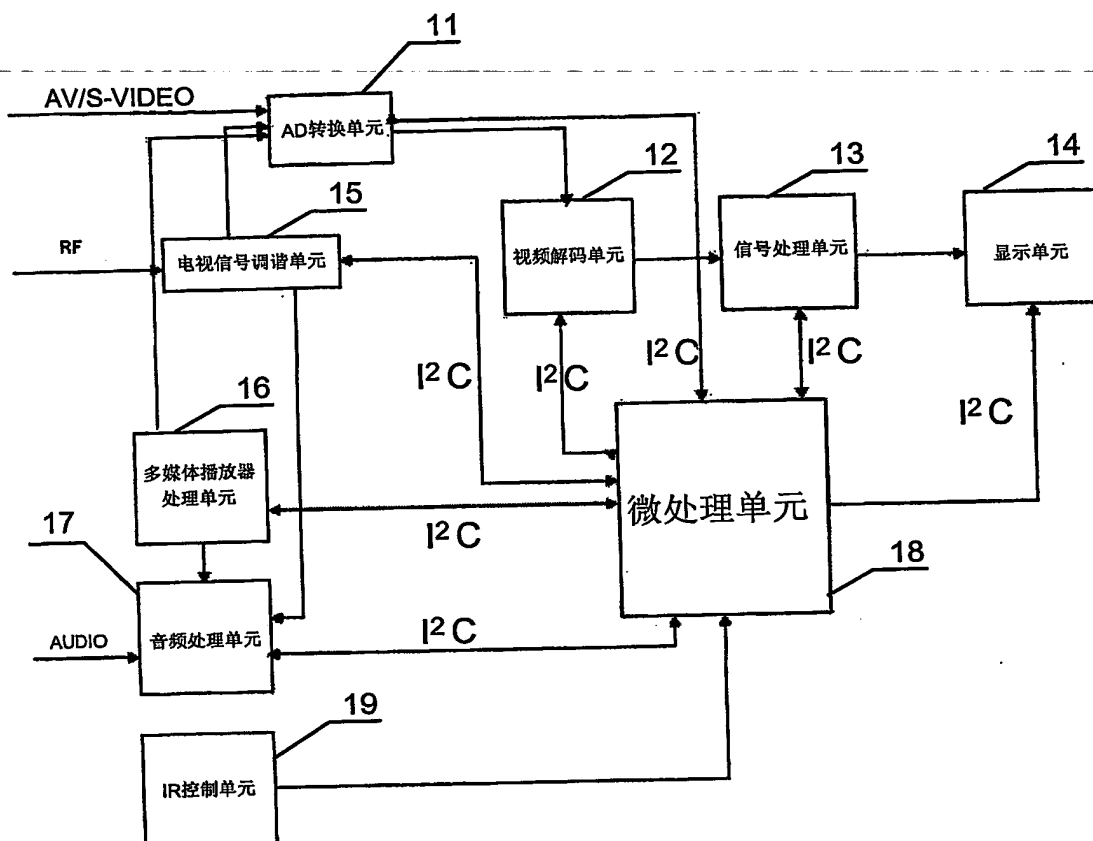 11
AV/S-VIDEO
AD转换单元
12
13
14
15
RF
电视信号调谐单元
视频解码单元
信号处理单元
显示单元
I²C
I²C
I²C
I²C
I²C
16
多媒体播放器
处理单元
微处理单元
I²C
17
18
AUDIO
音频处理单元
I²C
19
IR控制单元